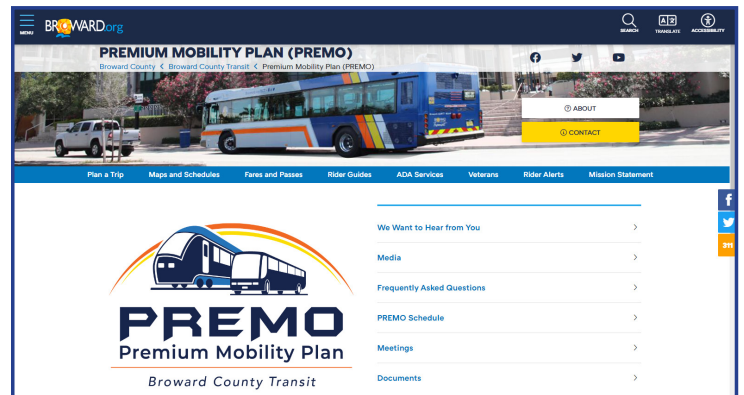 MENU
BROWARD.org
SEARCH
TRANSLATE
ACCESSIBILITY
PREMIUM MOBILITY PLAN (PREMO)
Broward County < Broward County Transit < Premium Mobility Plan (PREMO)
ABOUT
CONTACT
Plan a Trip Maps and Schedules Fares and Passes Rider Guides ADA Services Veterans Rider Alerts Mission Statement
311
We Want to Hear from You
Media
Frequently Asked Questions
PREMO Schedule
Meetings
Documents
PREMO
Premium Mobility Plan
Broward County Transit